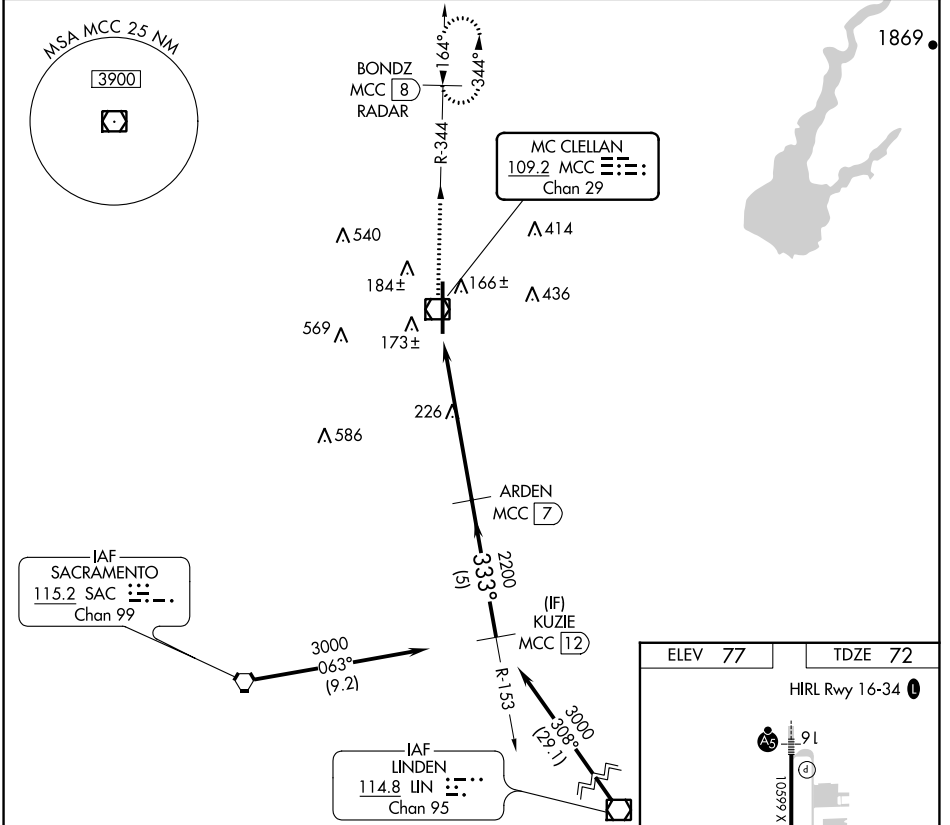 MSA MCC 25 NM
3900
1869
164°
344°
BONDZ
MCC 8
RADAR
R-344
MC CLELLAN
109.2 MCC
Chan 29
540
414
184±
166±
436
569
173±
226
586
ARDEN
MCC 7
2200
333°
(5)
IAF
SACRAMENTO
115.2 SAC
Chan 99
(IF)
KUZIE
MCC 12
3000
063°
(9.2)
R-153
3000
308°
(29.1)
IAF
LINDEN
114.8 LIN
Chan 95
ELEV 77
TDZE 72
HIRL Rwy 16-34 L
A5
16
P
10599 X